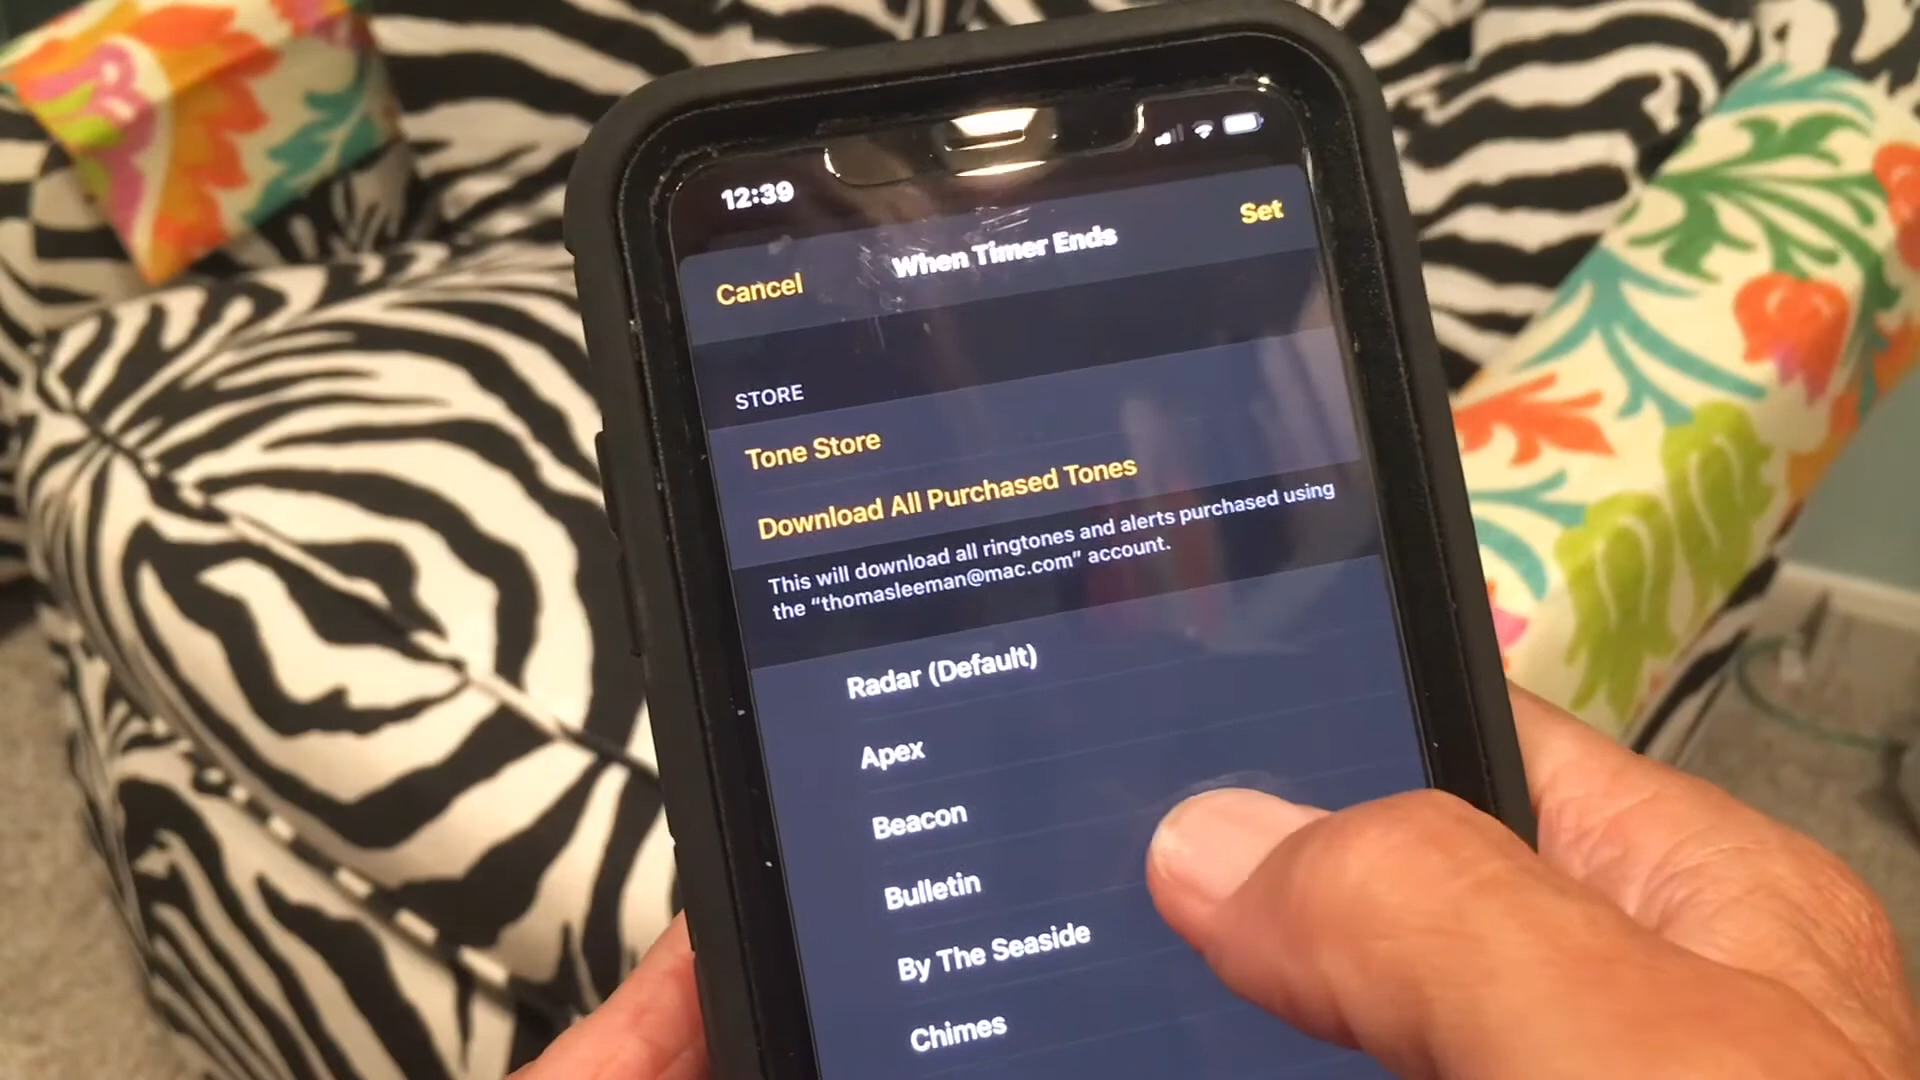 12:39
Cancel
When Timer Ends
Set
STORE
Tone Store
Download All Purchased Tones
This will download all ringtones and alerts purchased using
the “thomasleeman@mac.com” account.
Radar (Default)
Apex
Beacon
Bulletin
By The Seaside
Chimes